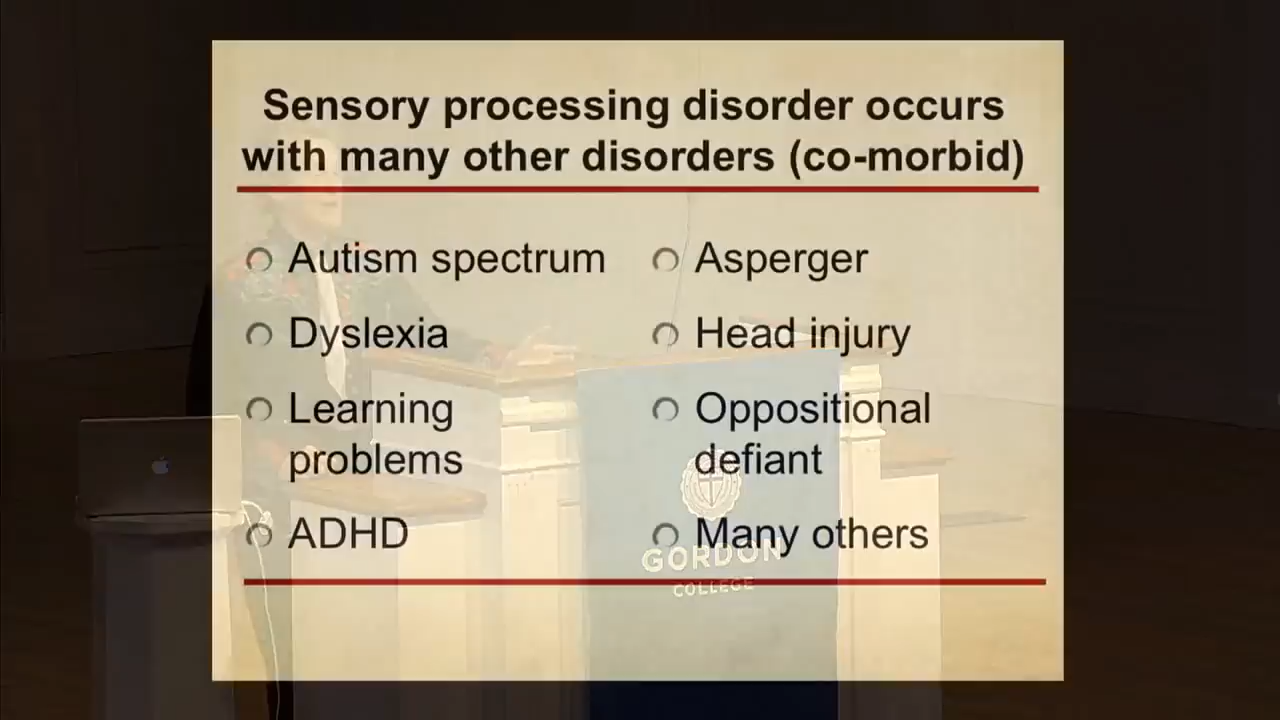 Sensory processing disorder occurs
with many other disorders (co-morbid)
Autism spectrum
Dyslexia
Learning
problems
ADHD
Asperger
Head injury
Oppositional
defiant
Many others
GORDON
COLLEGE